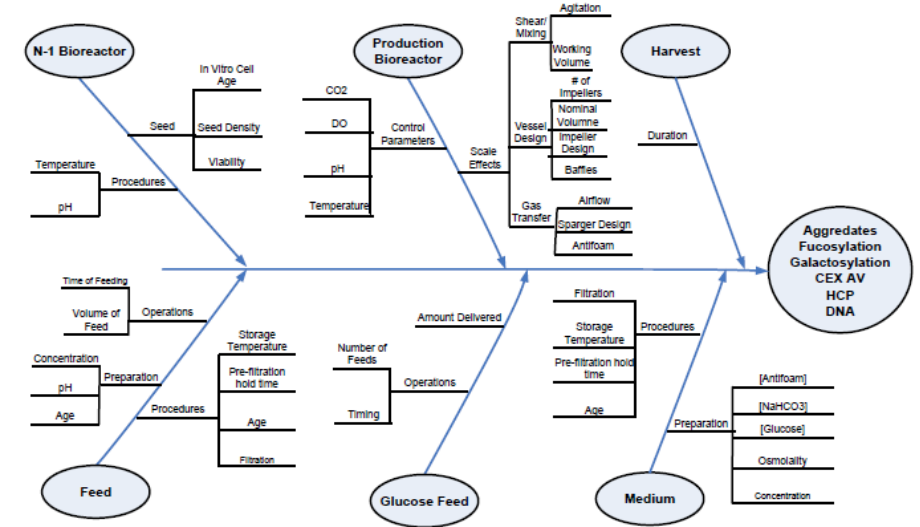 N-1 Bioreactor
In Vitro Cell
Age
Seed
Seed Density
Viability
Temperature
Procedures
pH
Production
Bioreactor
CO2
DO
Control
Parameters
pH
Temperature
Scale
Effects
Shear/
Mixing
Agitation
Working
Volume
Vessel
Design
# of
Impellers
Nominal
Volumne
Impeller
Design
Baffles
Gas
Transfer
Airflow
Sparger Design
Antifoam
Harvest
Duration
Aggredates
Fucosylation
Galactosylation
CEX AV
HCP
DNA
Time of Feeding
Volume of
Feed
Operations
Concentration
pH
Age
Preparation
Procedures
Storage
Temperature
Pre-filtration
hold time
Age
Filtration
Feed
Amount Delivered
Number of
Feeds
Operations
Timing
Glucose Feed
Filtration
Storage
Temperature
Procedures
Pre-filtration hold
time
Age
Preparation
[Antifoam]
[NaHCO3]
[Glucose]
Osmolality
Concentration
Medium